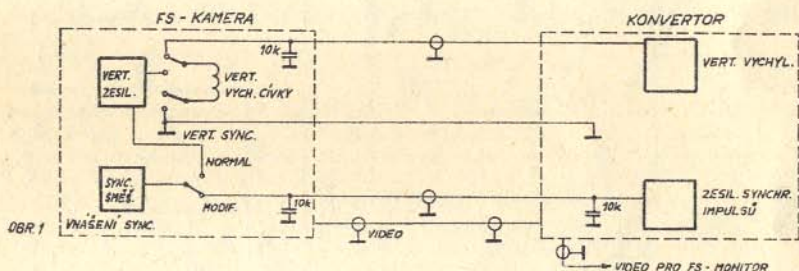 FS - KAMERA
KONVERTOR
10k
VERT.
ZESIL.
VERT.
VYCH. CÍVKY
VERT. VYCHYL.
VERT. SYNC.
NORMAL
SYNC.
SMĚŠ.
MODIF.
10k
10k
ZESIL. SYNCHR.
IMPULSŮ
OBR. 1
VNÁŠENÍ SYNC.
VIDEO
VIDEO PRO FS - MONITOR